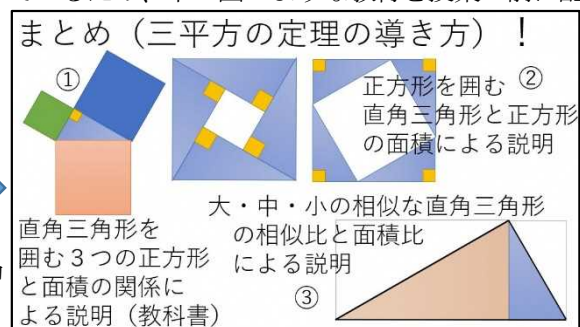 まとめ（三平方の定理の導き方）！
①
正方形を囲む ②
直角三角形と正方形
の面積による説明
大・中・小の相似な直角三角形
の相似比と面積比
による説明
③
直角三角形を
囲む３つの正方形
と面積の関係に
よる説明（教科書）